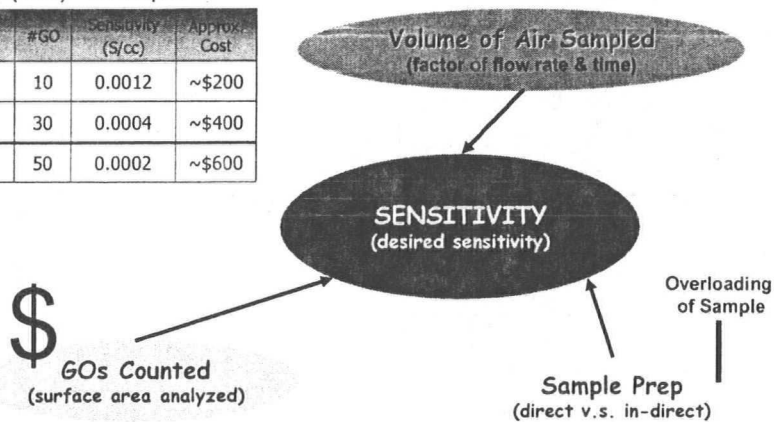 #GO Sensitivity (S/cc) Approx. Cost
10 0.0012 ~$200
30 0.0004 ~$400
50 0.0002 ~$600
Volume of Air Sampled
(factor of flow rate & time)
SENSITIVITY
(desired sensitivity)
Overloading
of Sample
$
GOs Counted
(surface area analyzed)
Sample Prep
(direct v.s. in-direct)